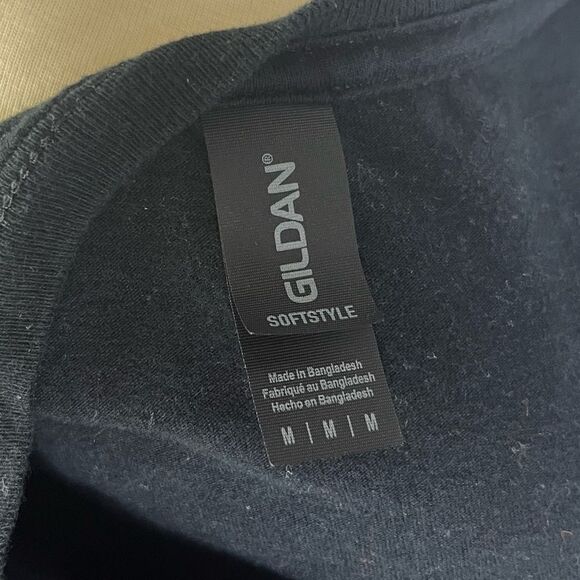 GILDAN®
SOFTSTYLE
Made in Bangladesh
Fabriqué au Bangladesh
Hecho en Bangladesh
M | M | M